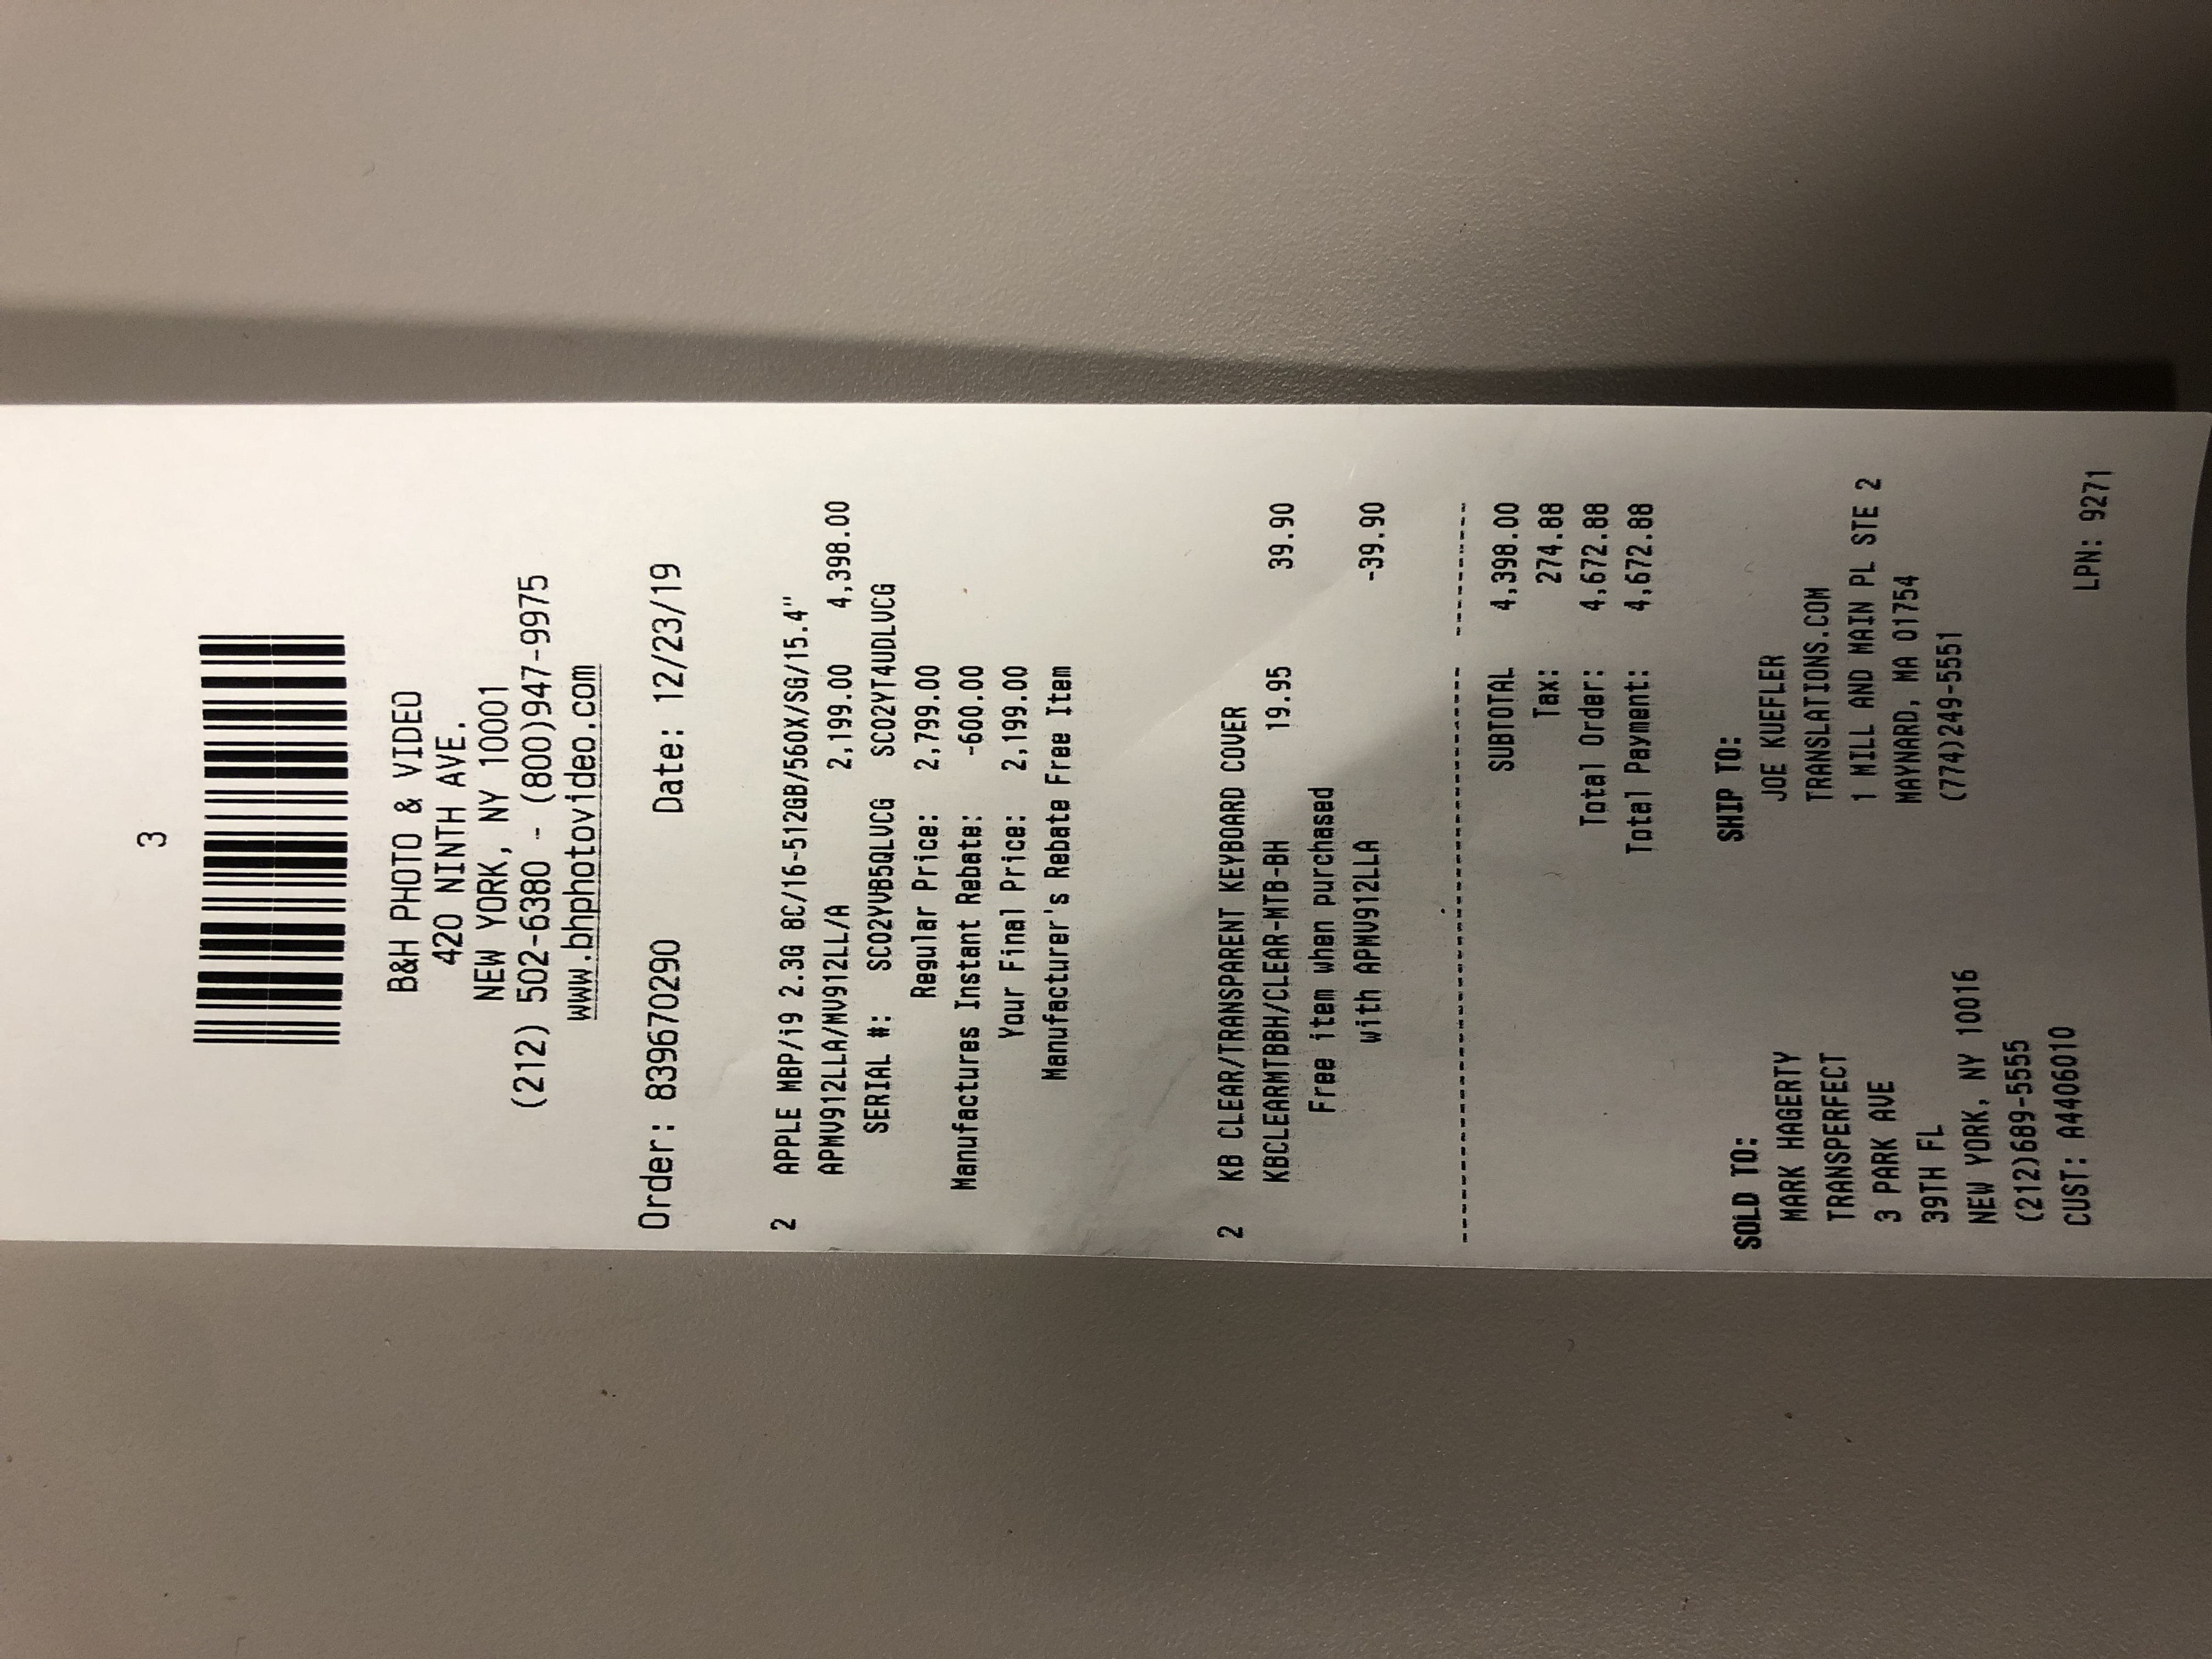 3
B&H PHOTO & VIDEO
420 NINTH AVE.
NEW YORK, NY 10001
(212) 502-6380 - (800)947-9975
www.bhphotovideo.com
Order: 839670290 Date: 12/23/19
2 APPLE MBP/i9 2.3G 8C/16-512GB/560X/SG/15.4"
APMV912LLA/MV912LL/A 2,199.00 4,398.00
SERIAL #: SC02YVB5QLVCG SC02YT4UDLVCG
Regular Price: 2,799.00
Manufactures Instant Rebate: -600.00
Your Final Price: 2,199.00
Manufacturer's Rebate Free Item
2 KB CLEAR/TRANSPARENT KEYBOARD COVER
KBCLEARMTBBH/CLEAR-MTB-BH 19.95 39.90
Free item when purchased
with APMV912LLA -39.90
SUBTOTAL 4,398.00
Tax: 274.88
Total Order: 4,672.88
Total Payment: 4,672.88
SOLD TO:
MARK HAGERTY
TRANSPERFECT
3 PARK AVE
39TH FL
NEW YORK, NY 10016
(212)689-5555
CUST: A4406010
SHIP TO:
JOE KUEFLER
TRANSLATIONS.COM
1 MILL AND MAIN PL STE 2
MAYNARD, MA 01754
(774)249-5551
LPN: 9271